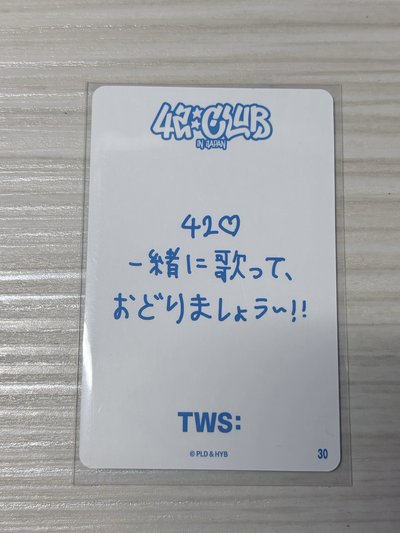 42:CLUB
IN JAPAN
42♡
一緒に歌って、
おどりましょう〜!!
TWS:
© PLD & HYB
30